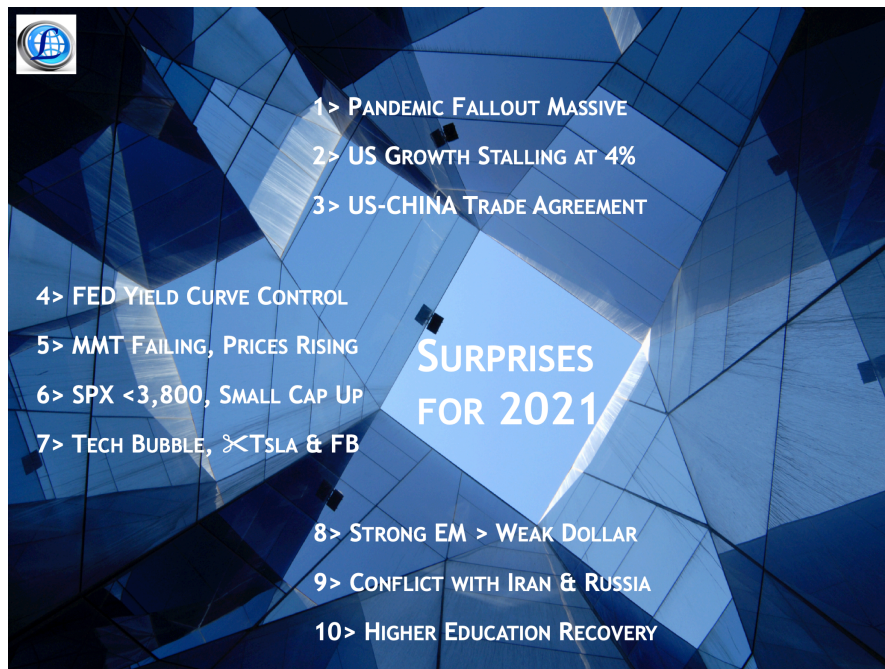 1> Pandemic Fallout Massive
2> US Growth Stalling at 4%
3> US-CHINA Trade Agreement
4> FED Yield Curve Control
5> MMT Failing, Prices Rising
6> SPX <3,800, Small Cap Up
7> Tech Bubble, ✂Tsla & FB
Surprises
for 2021
8> Strong EM > Weak Dollar
9> Conflict with Iran & Russia
10> Higher Education Recovery